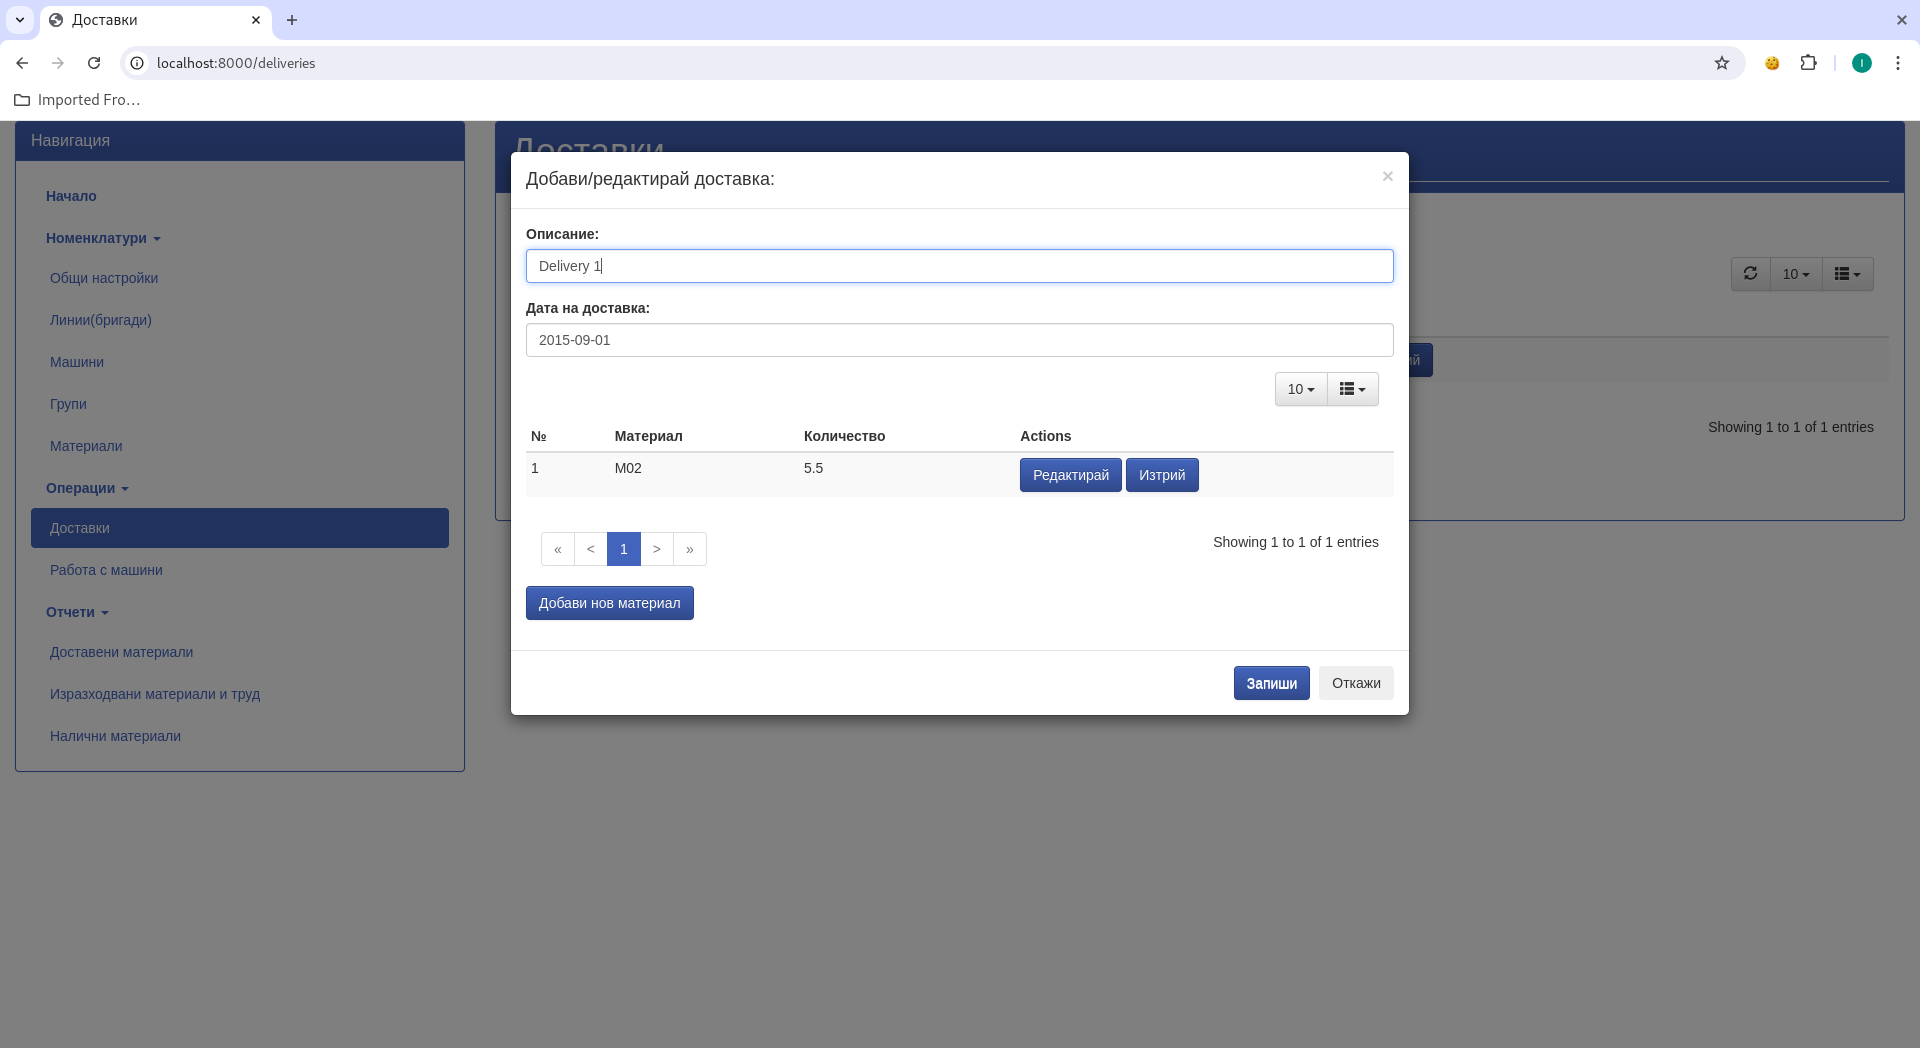 Доставки
localhost:8000/deliveries
I
Imported Fro…
Навигация
Начало
Номенклатури
Общи настройки
Линии(бригади)
Машини
Групи
Материали
Операции
Доставки
Работа с машини
Отчети
Доставени материали
Изразходвани материали и труд
Налични материали
Доставки
10
Showing 1 to 1 of 1 entries
Добави/редактирай доставка:
×
Описание:
Delivery 1
Дата на доставка:
2015-09-01
10
№ Материал Количество Actions
1 M02 5.5 Редактирай Изтрий
« < 1 > »
Showing 1 to 1 of 1 entries
Добави нов материал
Запиши Откажи